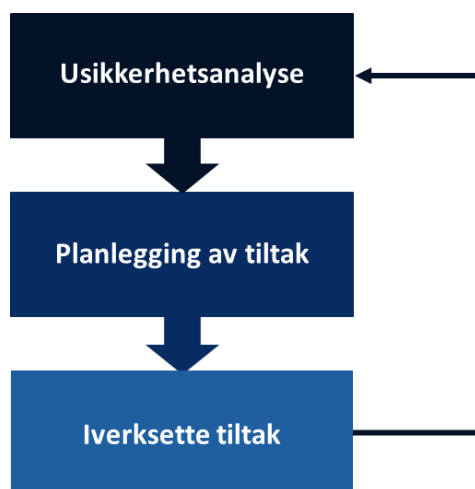 Usikkerhetsanalyse
Planlegging av tiltak
Iverksette tiltak